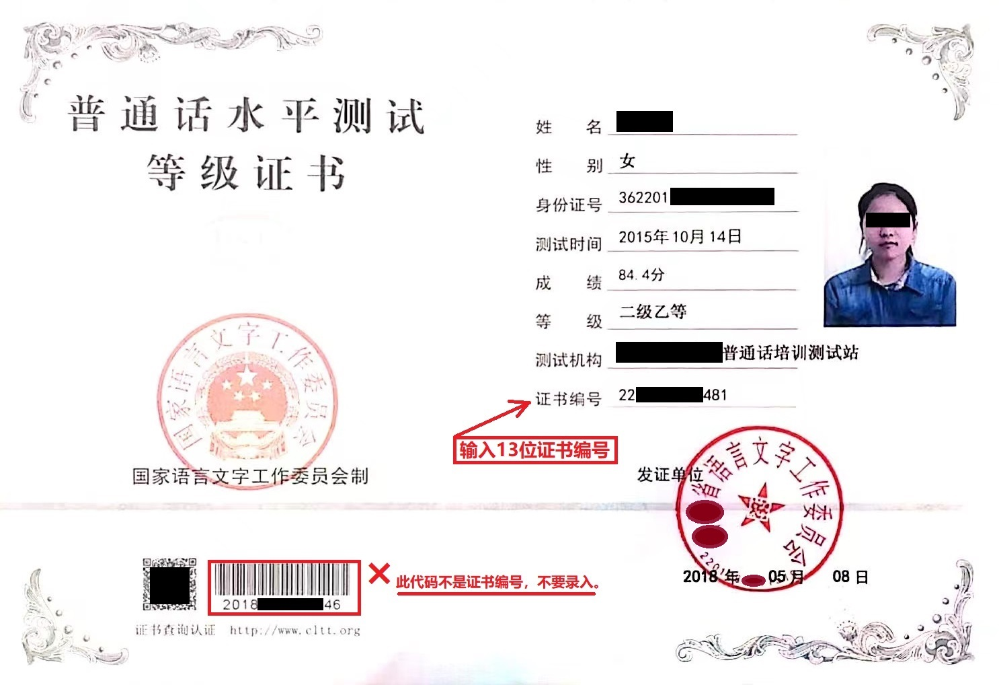 普通话水平测试
等级证书
国家语言文字工作委员会
国家语言文字工作委员会制
证书查询认证 http://www.cltt.org
2018 46
此代码不是证书编号，不要录入。
姓 名
性 别 女
身份证号 362201
测试时间 2015年10月14日
成 绩 84.4分
等 级 二级乙等
测试机构 普通话培训测试站
证书编号 22 481
输入13位证书编号
发证单位
省语言文字工作委员会
2018 年 05 月 08 日